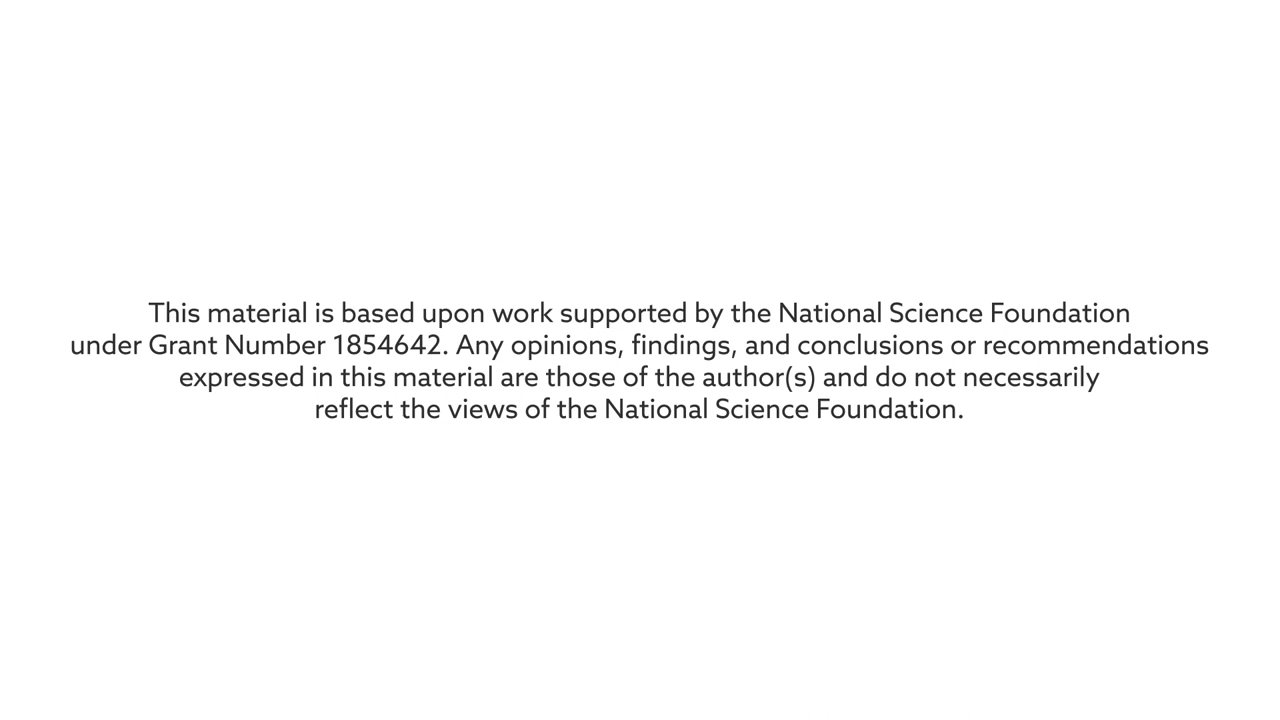 This material is based upon work supported by the National Science Foundation
under Grant Number 1854642. Any opinions, findings, and conclusions or recommendations
expressed in this material are those of the author(s) and do not necessarily
reflect the views of the National Science Foundation.